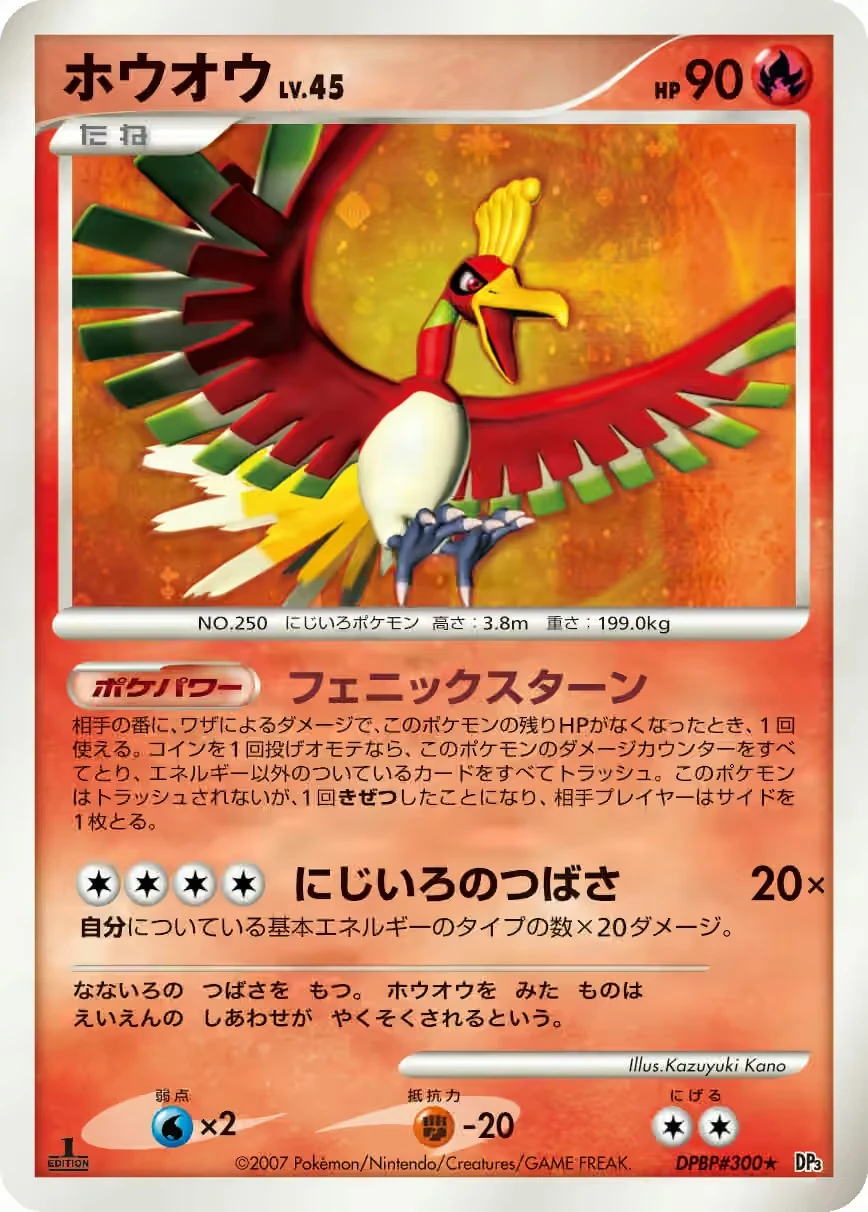 ホウオウ LV.45 HP 90
たね
NO.250 にじいろポケモン 高さ：3.8m 重さ：199.0kg
ポケパワー フェニックスターン
相手の番に、ワザによるダメージで、このポケモンの残りHPがなくなったとき、1回
使える。コインを1回投げオモテなら、このポケモンのダメージカウンターをすべ
てとり、エネルギー以外のついているカードをすべてトラッシュ。このポケモン
はトラッシュされないが、1回きぜつしたことになり、相手プレイヤーはサイドを
1枚とる。
にじいろのつばさ 20×
自分についている基本エネルギーのタイプの数×20ダメージ。
なないろの つばさを もつ。 ホウオウを みた ものは
えいえんの しあわせが やくそくされるという。
Illus.Kazuyuki Kano
弱点 抵抗力 にげる
×2 −20
1 EDITION ©2007 Pokémon/Nintendo/Creatures/GAME FREAK. DPBP#300★ DP3